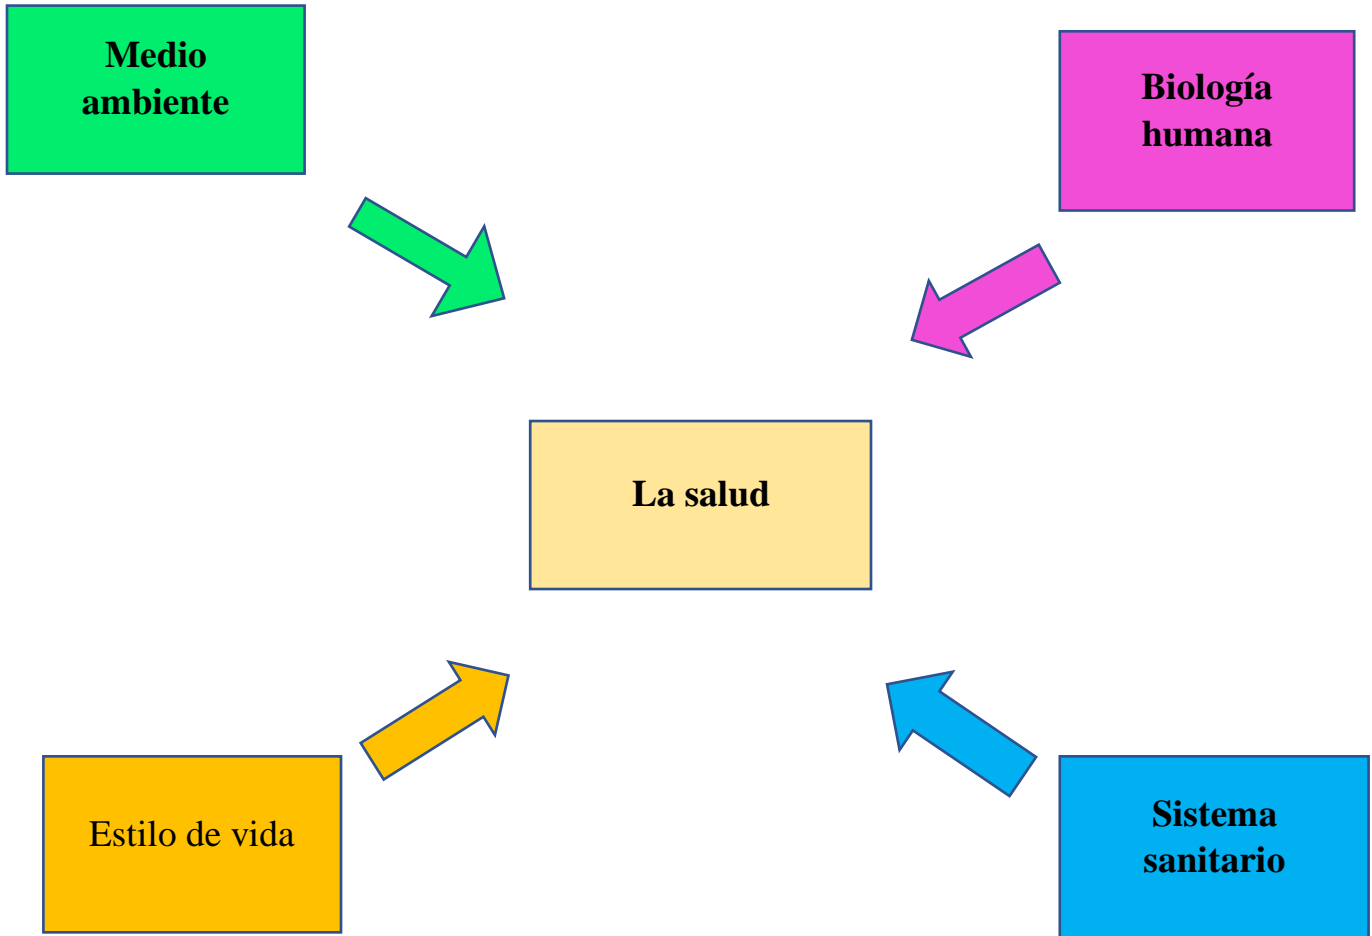 Medio
ambiente
Biología
humana
La salud
Estilo de vida
Sistema
sanitario